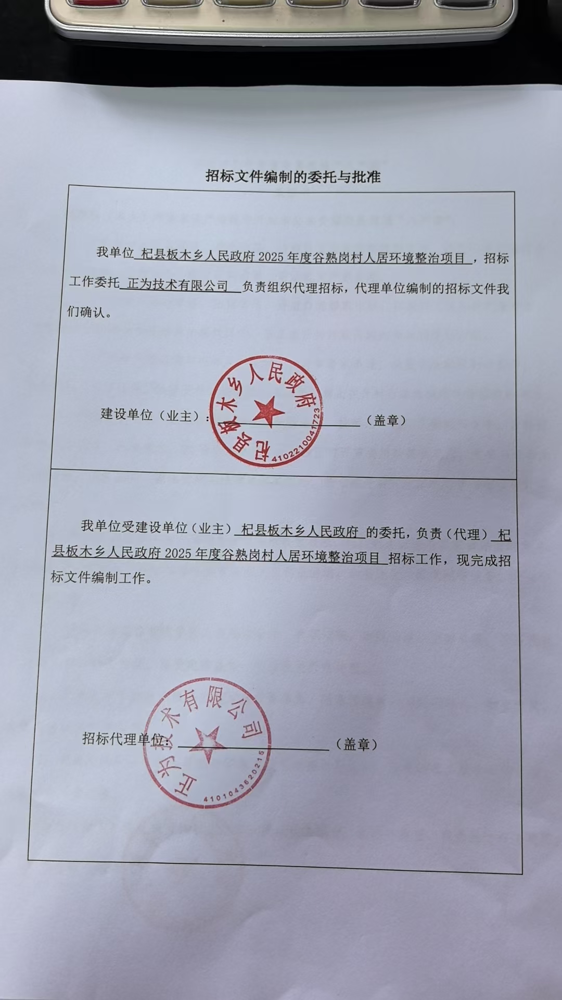 招标文件编制的委托与批准
我单位 杞县板木乡人民政府 2025 年度谷熟岗村人居环境整治项目 ，招标
工作委托 正为技术有限公司 负责组织代理招标，代理单位编制的招标文件我
们确认。
杞县板木乡人民政府
建设单位（业主）：（盖章）
4102210041723
我单位受建设单位（业主） 杞县板木乡人民政府 的委托，负责（代理） 杞
县板木乡人民政府 2025 年度谷熟岗村人居环境整治项目 招标工作，现完成招
标文件编制工作。
正为技术有限公司
招标代理单位：（盖章）
4101043620215